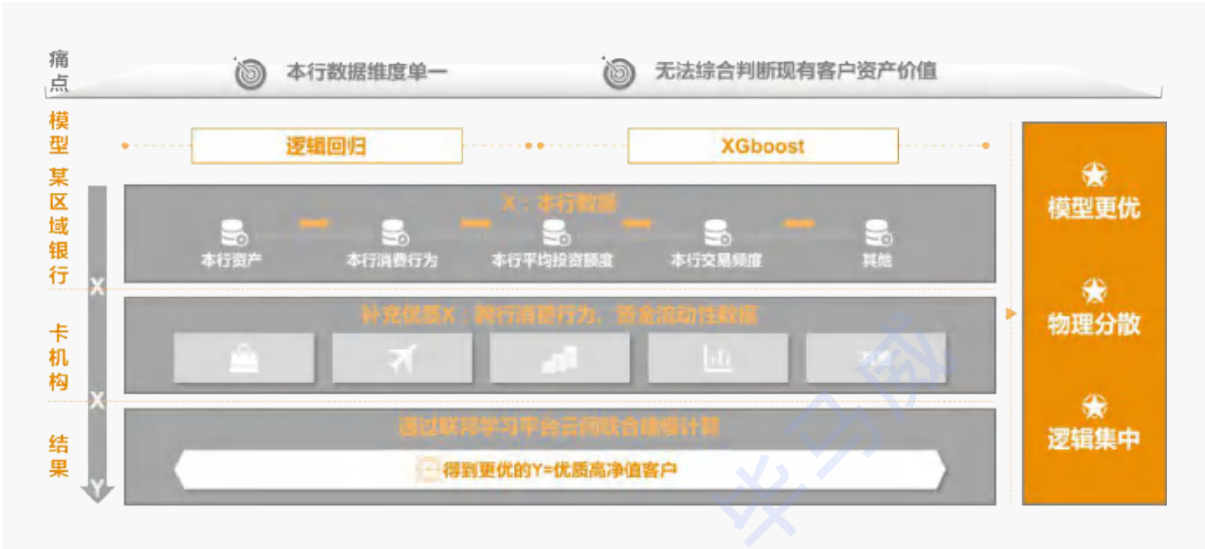 痛点
本行数据维度单一
无法综合判断现有客户资产价值
模型
逻辑回归
XGboost
某区域银行
X：本行数据
本行资产
本行消费行为
本行平均投资额度
本行交易频度
其他
X
卡机构
补充优质X：跨行消费行为，资金流动性数据
X
结果
通过联邦学习平台云间联合建模计算
得到更优的Y=优质高净值客户
Y
模型更优
物理分散
逻辑集中
毕马威